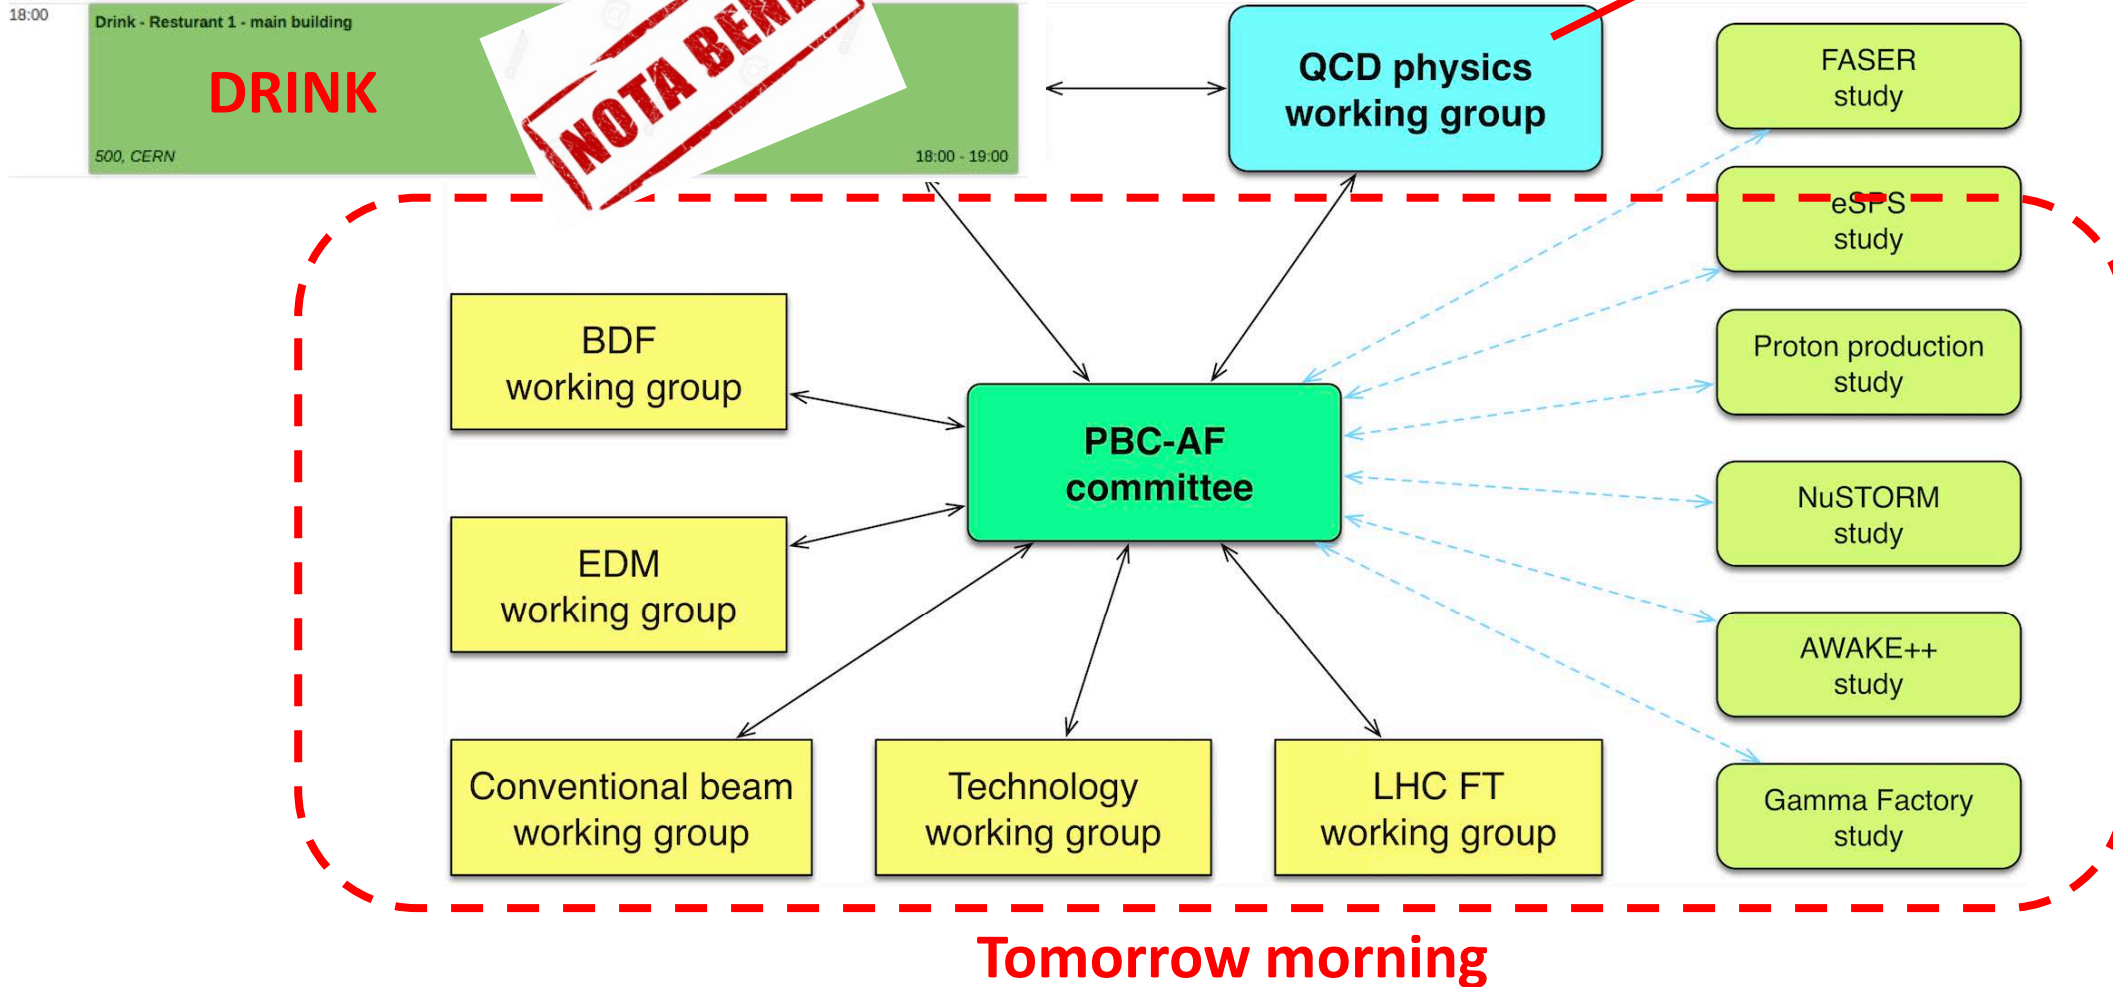 18:00
Drink - Resturant 1 - main building
DRINK
500, CERN
18:00 - 19:00
NOTA BENE
QCD physics
working group
FASER
study
eSPS
study
Proton production
study
NuSTORM
study
AWAKE++
study
Gamma Factory
study
BDF
working group
EDM
working group
PBC-AF
committee
Conventional beam
working group
Technology
working group
LHC FT
working group
Tomorrow morning